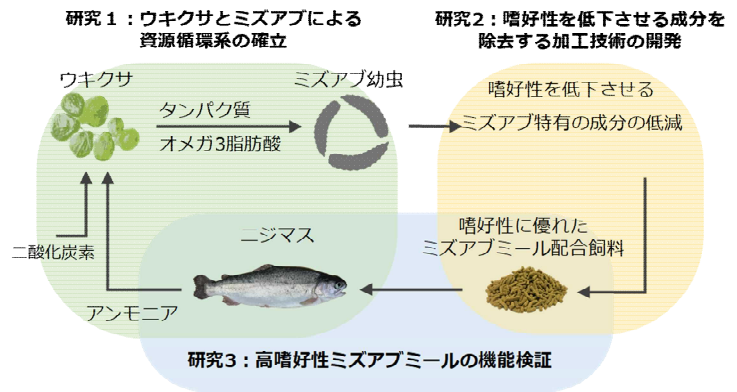 研究１：ウキクサとミズアブによる
資源循環系の確立
研究2：嗜好性を低下させる成分を
除去する加工技術の開発
ウキクサ
ミズアブ幼虫
タンパク質
オメガ3脂肪酸
嗜好性を低下させる
ミズアブ特有の成分の低減
二酸化炭素
ニジマス
嗜好性に優れた
ミズアブミール配合飼料
アンモニア
研究3：高嗜好性ミズアブミールの機能検証